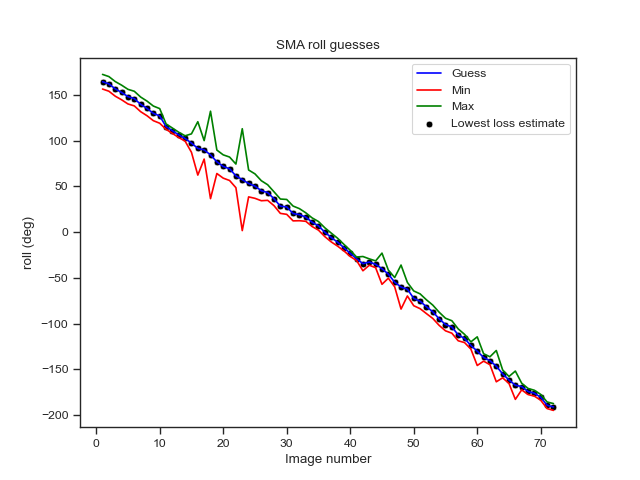 SMA roll guesses
Guess
Min
Max
Lowest loss estimate
roll (deg)
150
100
50
0
−50
−100
−150
−200
0 10 20 30 40 50 60 70
Image number